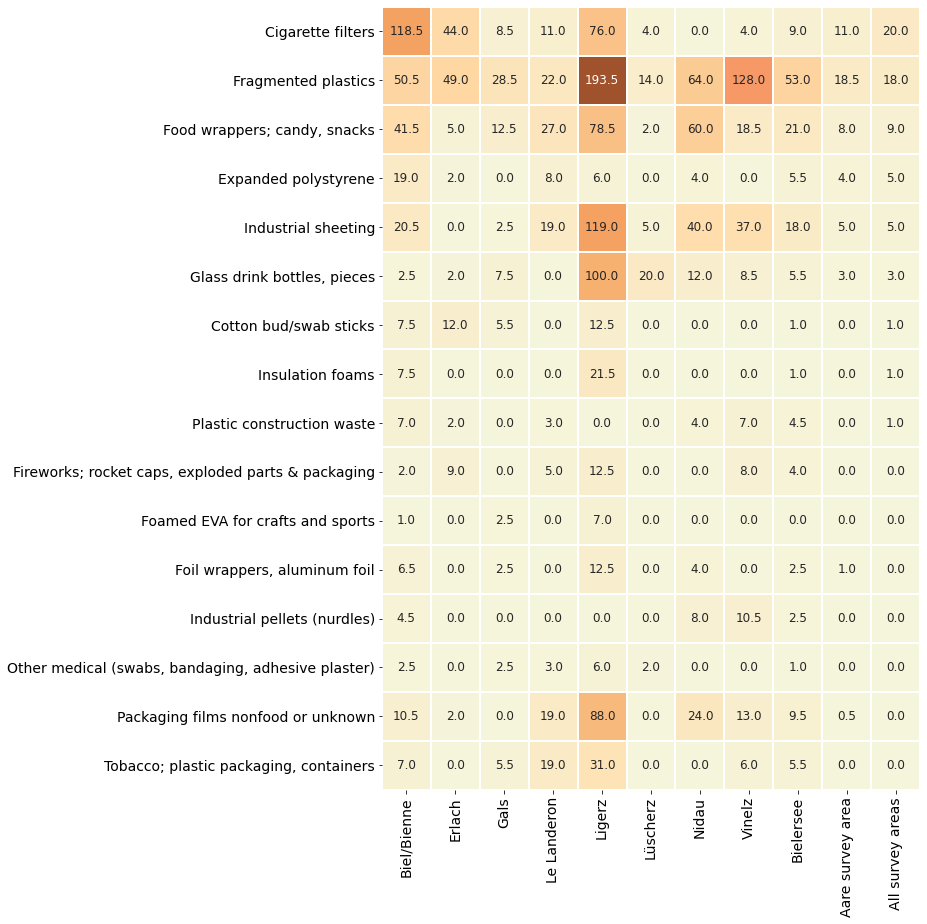 Cigarette filters 118.5 44.0 8.5 11.0 76.0 4.0 0.0 4.0 9.0 11.0 20.0
Fragmented plastics 50.5 49.0 28.5 22.0 193.5 14.0 64.0 128.0 53.0 18.5 18.0
Food wrappers; candy, snacks 41.5 5.0 12.5 27.0 78.5 2.0 60.0 18.5 21.0 8.0 9.0
Expanded polystyrene 19.0 2.0 0.0 8.0 6.0 0.0 4.0 0.0 5.5 4.0 5.0
Industrial sheeting 20.5 0.0 2.5 19.0 119.0 5.0 40.0 37.0 18.0 5.0 5.0
Glass drink bottles, pieces 2.5 2.0 7.5 0.0 100.0 20.0 12.0 8.5 5.5 3.0 3.0
Cotton bud/swab sticks 7.5 12.0 5.5 0.0 12.5 0.0 0.0 0.0 1.0 0.0 1.0
Insulation foams 7.5 0.0 0.0 0.0 21.5 0.0 0.0 0.0 1.0 0.0 1.0
Plastic construction waste 7.0 2.0 0.0 3.0 0.0 0.0 4.0 7.0 4.5 0.0 1.0
Fireworks; rocket caps, exploded parts & packaging 2.0 9.0 0.0 5.0 12.5 0.0 0.0 8.0 4.0 0.0 0.0
Foamed EVA for crafts and sports 1.0 0.0 2.5 0.0 7.0 0.0 0.0 0.0 0.0 0.0 0.0
Foil wrappers, aluminum foil 6.5 0.0 2.5 0.0 12.5 0.0 4.0 0.0 2.5 1.0 0.0
Industrial pellets (nurdles) 4.5 0.0 0.0 0.0 0.0 0.0 8.0 10.5 2.5 0.0 0.0
Other medical (swabs, bandaging, adhesive plaster) 2.5 0.0 2.5 3.0 6.0 2.0 0.0 0.0 1.0 0.0 0.0
Packaging films nonfood or unknown 10.5 2.0 0.0 19.0 88.0 0.0 24.0 13.0 9.5 0.5 0.0
Tobacco; plastic packaging, containers 7.0 0.0 5.5 19.0 31.0 0.0 0.0 6.0 5.5 0.0 0.0
Biel/Bienne
Erlach
Gals
Le Landeron
Ligerz
Lüscherz
Nidau
Vinelz
Bielersee
Aare survey area
All survey areas